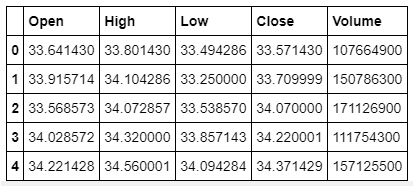 Open High Low Close Volume
0 33.641430 33.801430 33.494286 33.571430 107664900
1 33.915714 34.104286 33.250000 33.709999 150786300
2 33.568573 34.072857 33.538570 34.070000 171126900
3 34.028572 34.320000 33.857143 34.220001 111754300
4 34.221428 34.560001 34.094284 34.371429 157125500